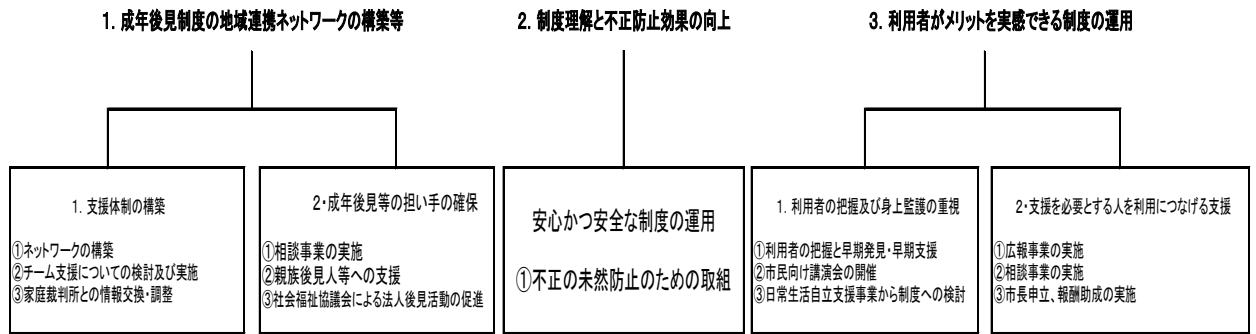 1. 成年後見制度の地域連携ネットワークの構築等
2. 制度理解と不正防止効果の向上
3. 利用者がメリットを実感できる制度の運用
1. 支援体制の構築
①ネットワークの構築
②チーム支援についての検討及び実施
③家庭裁判所との情報交換・調整
2・成年後見等の担い手の確保
①相談事業の実施
②親族後見人等への支援
③社会福祉協議会による法人後見活動の促進
安心かつ安全な制度の運用
①不正の未然防止のための取組
1. 利用者の把握及び身上監護の重視
①利用者の把握と早期発見・早期支援
②市民向け講演会の開催
③日常生活自立支援事業から制度への検討
2・支援を必要とする人を利用につなげる支援
①広報事業の実施
②相談事業の実施
③市長申立、報酬助成の実施